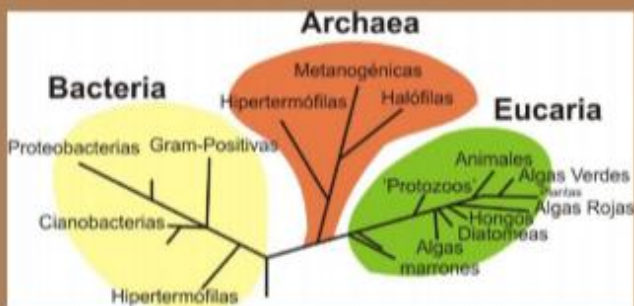 Archaea
Bacteria
Eucaria
Metanogénicas
Hipertermófilas
Halófilas
Proteobacterias
Gram-Positivas
Cianobacterias
Hipertermófilas
Animales
'Protozoos'
Algas Verdes
Plantas
Algas Rojas
Hongos
Diatomeas
Algas
marrones